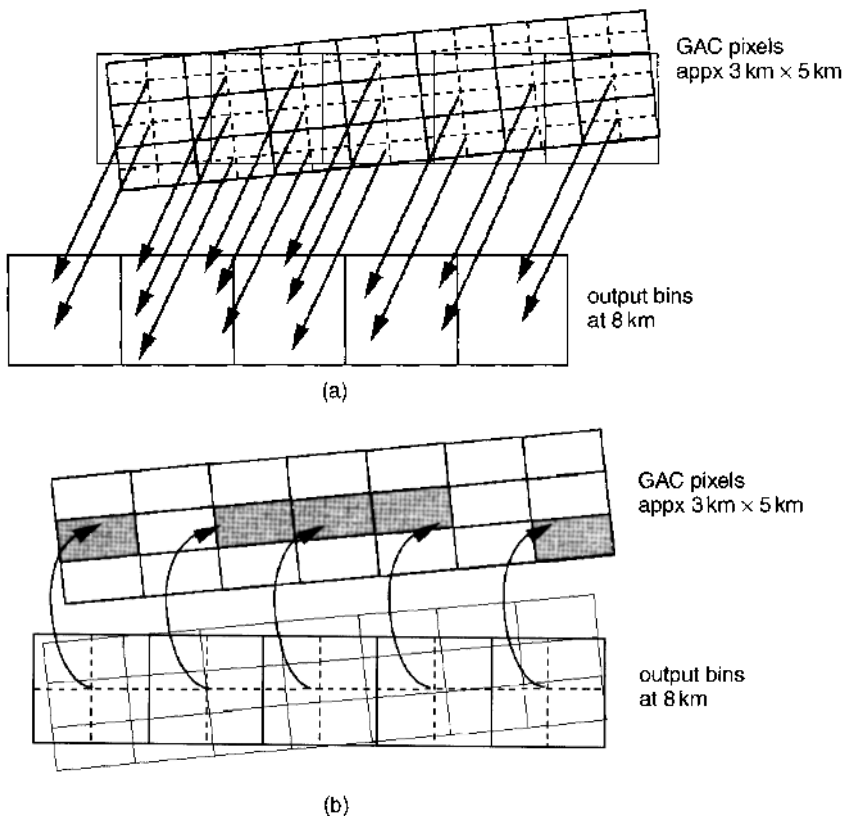 GAC pixels
appx 3 km × 5 km
output bins
at 8 km
(a)
GAC pixels
appx 3 km × 5 km
output bins
at 8 km
(b)